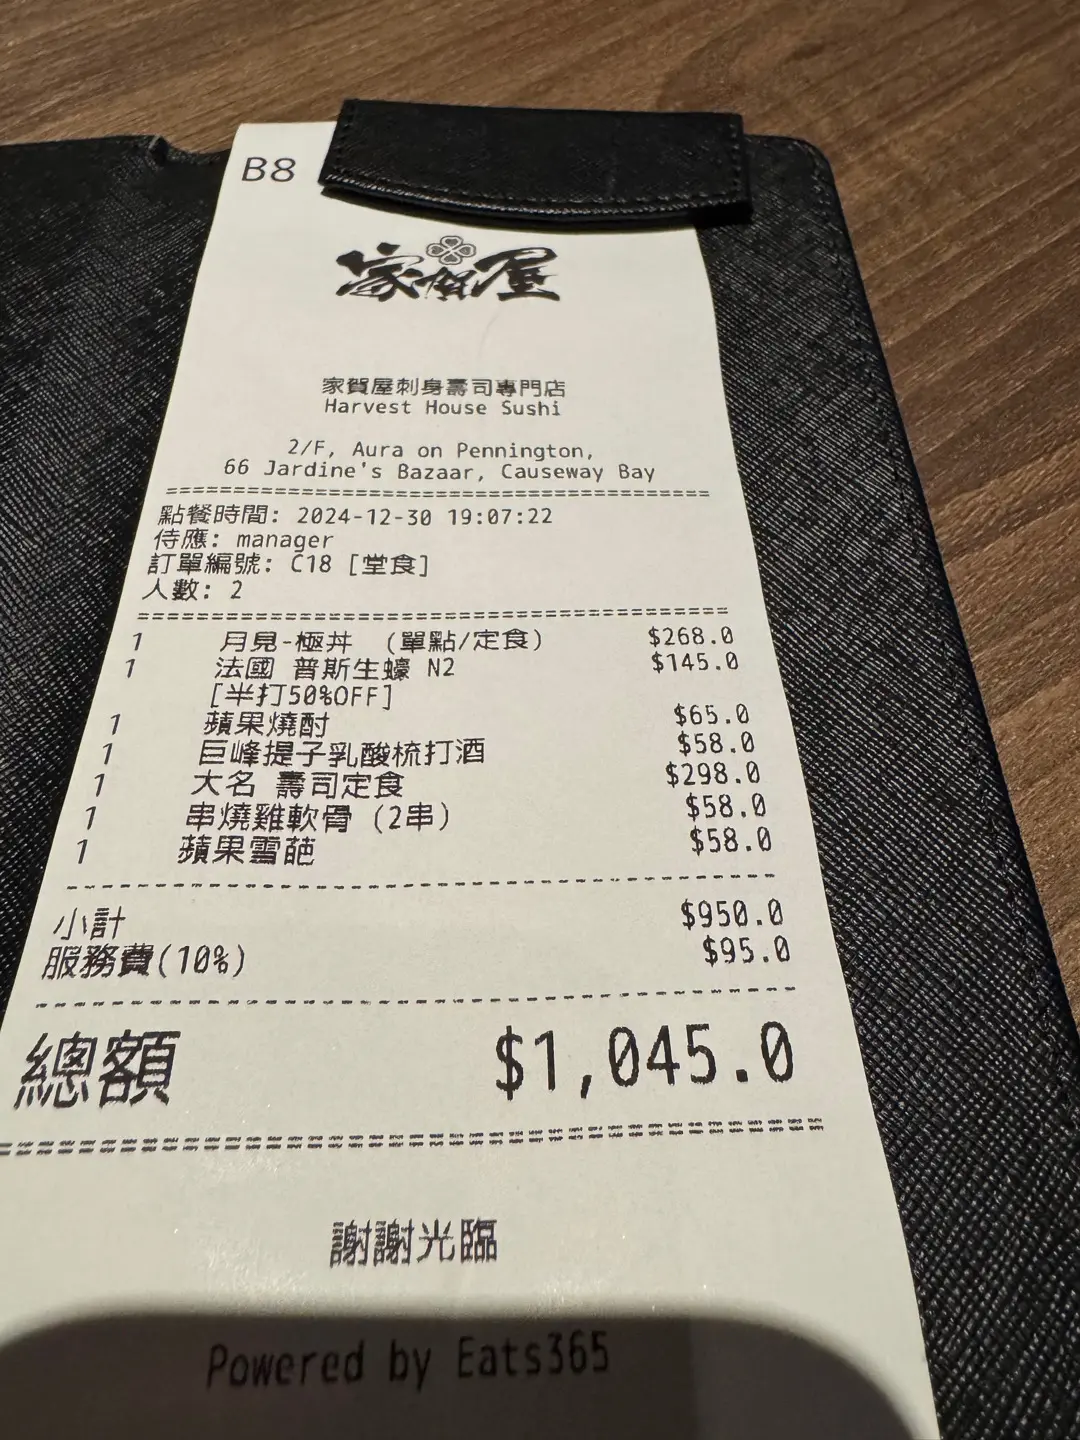 B8
家賀屋
家賀屋刺身壽司專門店
Harvest House Sushi
2/F, Aura on Pennington,
66 Jardine's Bazaar, Causeway Bay
點餐時間: 2024-12-30 19:07:22
侍應: manager
訂單編號: C18 [堂食]
人數: 2
1 月見-極丼 (單點/定食) $268.0
1 法國 普斯生蠔 N2 $145.0
[半打50%OFF]
1 蘋果燒酎 $65.0
1 巨峰提子乳酸梳打酒 $58.0
1 大名 壽司定食 $298.0
1 串燒雞軟骨 (2串) $58.0
1 蘋果雪葩 $58.0
小計 $950.0
服務費(10%) $95.0
總額 $1,045.0
謝謝光臨
Powered by Eats365